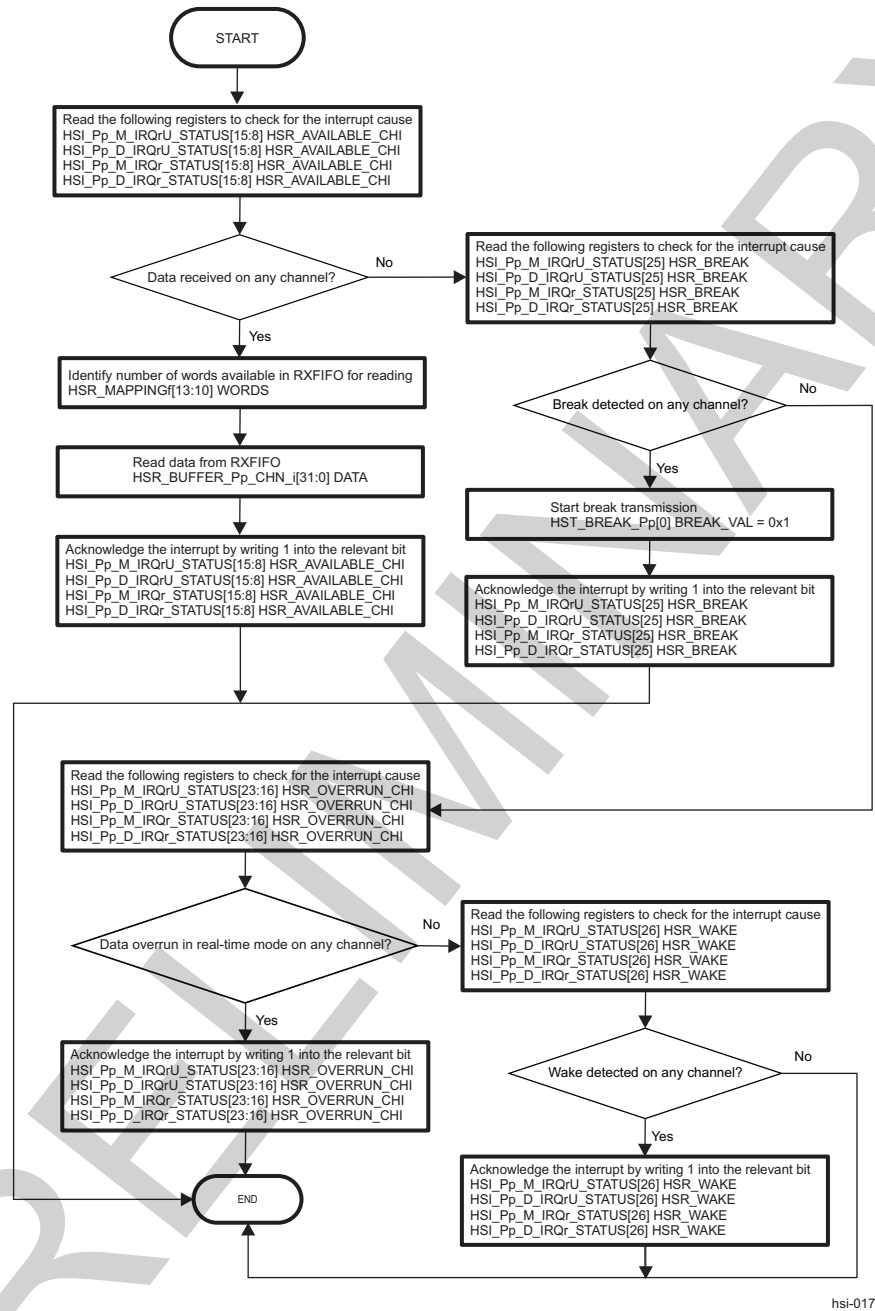 START
Read the following registers to check for the interrupt cause
HSI_Pp_M_IRQrU_STATUS[15:8] HSR_AVAILABLE_CHI
HSI_Pp_D_IRQrU_STATUS[15:8] HSR_AVAILABLE_CHI
HSI_Pp_M_IRQr_STATUS[15:8] HSR_AVAILABLE_CHI
HSI_Pp_D_IRQr_STATUS[15:8] HSR_AVAILABLE_CHI
Data received on any channel?
No
Yes
Read the following registers to check for the interrupt cause
HSI_Pp_M_IRQrU_STATUS[25] HSR_BREAK
HSI_Pp_D_IRQrU_STATUS[25] HSR_BREAK
HSI_Pp_M_IRQr_STATUS[25] HSR_BREAK
HSI_Pp_D_IRQr_STATUS[25] HSR_BREAK
Identify number of words available in RXFIFO for reading
HSR_MAPPINGf[13:10] WORDS
Break detected on any channel?
No
Yes
Read data from RXFIFO
HSR_BUFFER_Pp_CHN_i[31:0] DATA
Start break transmission
HST_BREAK_Pp[0] BREAK_VAL = 0x1
Acknowledge the interrupt by writing 1 into the relevant bit
HSI_Pp_M_IRQrU_STATUS[15:8] HSR_AVAILABLE_CHI
HSI_Pp_D_IRQrU_STATUS[15:8] HSR_AVAILABLE_CHI
HSI_Pp_M_IRQr_STATUS[15:8] HSR_AVAILABLE_CHI
HSI_Pp_D_IRQr_STATUS[15:8] HSR_AVAILABLE_CHI
Acknowledge the interrupt by writing 1 into the relevant bit
HSI_Pp_M_IRQrU_STATUS[25] HSR_BREAK
HSI_Pp_D_IRQrU_STATUS[25] HSR_BREAK
HSI_Pp_M_IRQr_STATUS[25] HSR_BREAK
HSI_Pp_D_IRQr_STATUS[25] HSR_BREAK
Read the following registers to check for the interrupt cause
HSI_Pp_M_IRQrU_STATUS[23:16] HSR_OVERRUN_CHI
HSI_Pp_D_IRQrU_STATUS[23:16] HSR_OVERRUN_CHI
HSI_Pp_M_IRQr_STATUS[23:16] HSR_OVERRUN_CHI
HSI_Pp_D_IRQr_STATUS[23:16] HSR_OVERRUN_CHI
Data overrun in real-time mode on any channel?
No
Yes
Read the following registers to check for the interrupt cause
HSI_Pp_M_IRQrU_STATUS[26] HSR_WAKE
HSI_Pp_D_IRQrU_STATUS[26] HSR_WAKE
HSI_Pp_M_IRQr_STATUS[26] HSR_WAKE
HSI_Pp_D_IRQr_STATUS[26] HSR_WAKE
Acknowledge the interrupt by writing 1 into the relevant bit
HSI_Pp_M_IRQrU_STATUS[23:16] HSR_OVERRUN_CHI
HSI_Pp_D_IRQrU_STATUS[23:16] HSR_OVERRUN_CHI
HSI_Pp_M_IRQr_STATUS[23:16] HSR_OVERRUN_CHI
HSI_Pp_D_IRQr_STATUS[23:16] HSR_OVERRUN_CHI
Wake detected on any channel?
No
Yes
Acknowledge the interrupt by writing 1 into the relevant bit
HSI_Pp_M_IRQrU_STATUS[26] HSR_WAKE
HSI_Pp_D_IRQrU_STATUS[26] HSR_WAKE
HSI_Pp_M_IRQr_STATUS[26] HSR_WAKE
HSI_Pp_D_IRQr_STATUS[26] HSR_WAKE
END
hsi-017
RELIMINAR